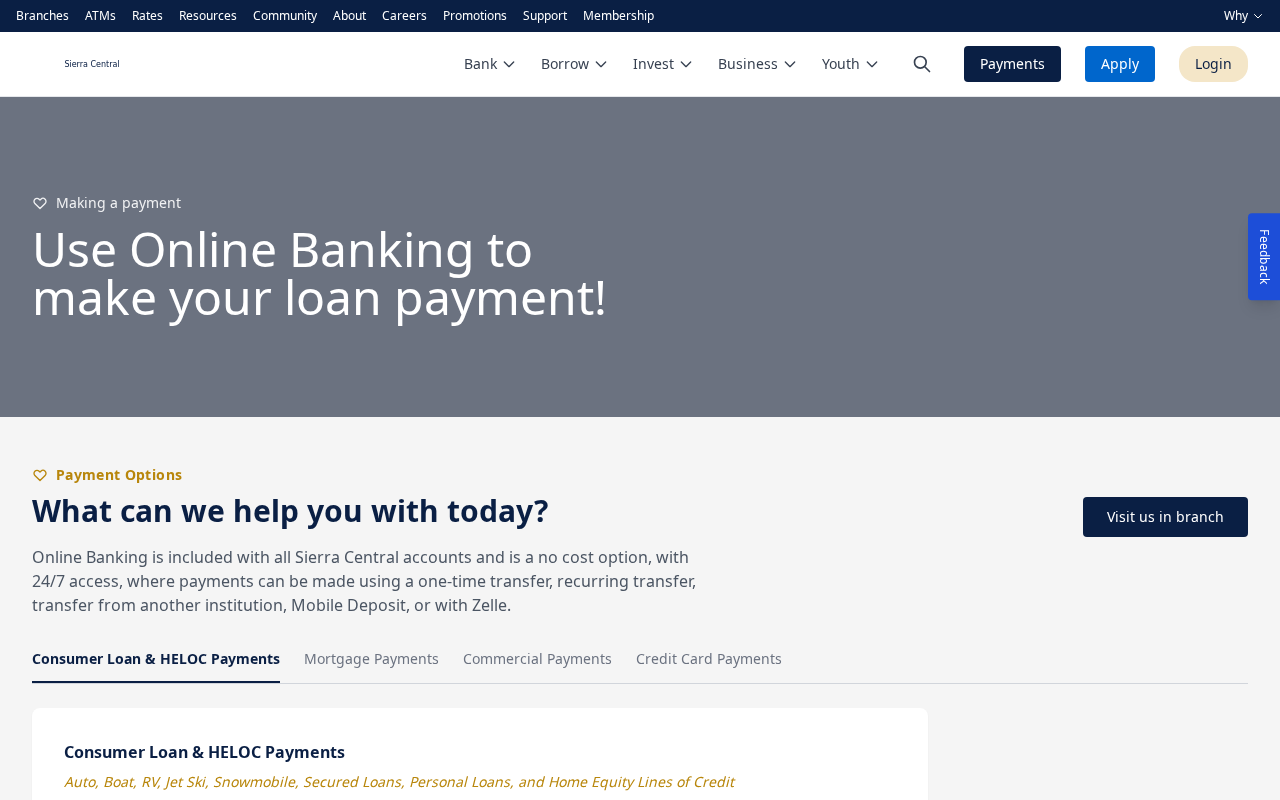 Branches ATMs Rates Resources Community About Careers Promotions Support Membership Why
Sierra Central Bank Borrow Invest Business Youth Payments Apply Login
Making a payment
Use Online Banking to
make your loan payment!
Feedback
Payment Options
What can we help you with today?
Visit us in branch
Online Banking is included with all Sierra Central accounts and is a no cost option, with
24/7 access, where payments can be made using a one-time transfer, recurring transfer,
transfer from another institution, Mobile Deposit, or with Zelle.
Consumer Loan & HELOC Payments Mortgage Payments Commercial Payments Credit Card Payments
Consumer Loan & HELOC Payments
Auto, Boat, RV, Jet Ski, Snowmobile, Secured Loans, Personal Loans, and Home Equity Lines of Credit